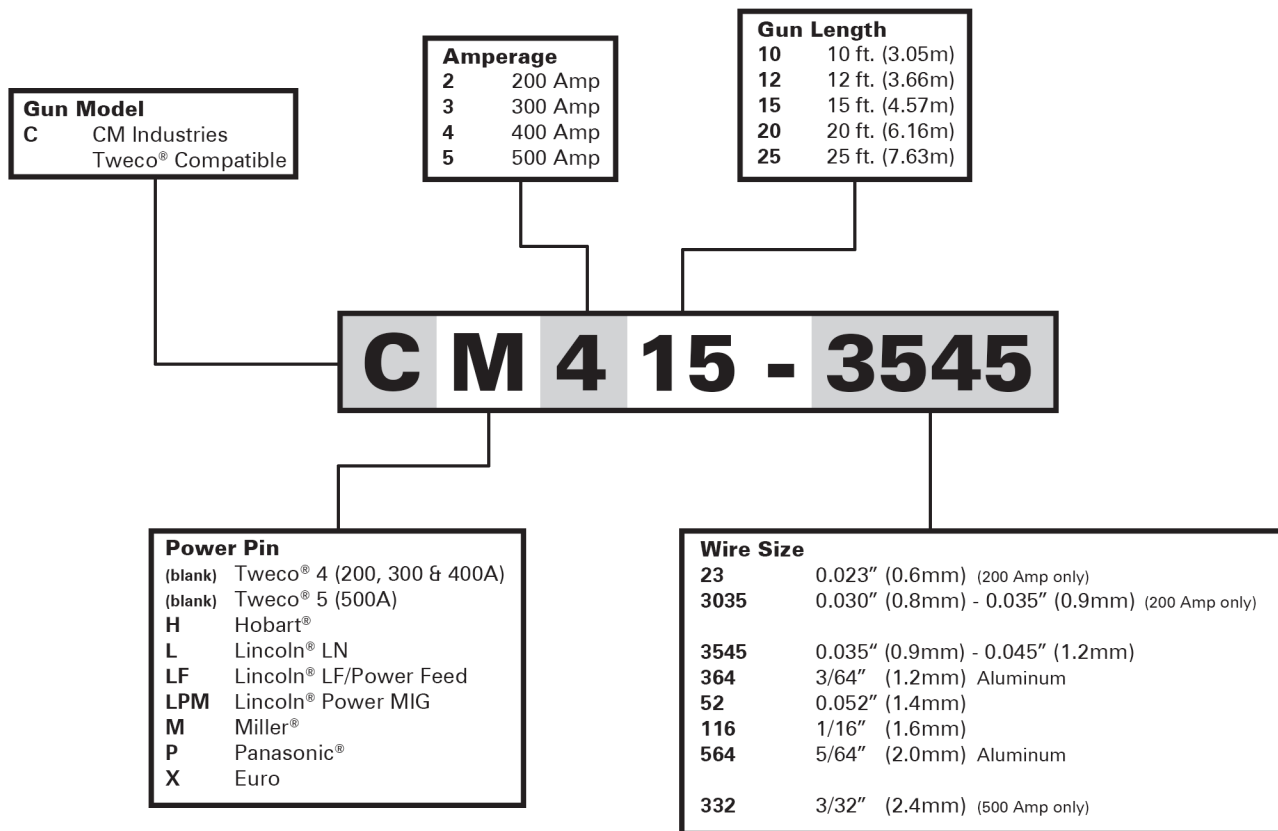 Gun Model
C CM Industries
Tweco® Compatible
Amperage
2 200 Amp
3 300 Amp
4 400 Amp
5 500 Amp
Gun Length
10 10 ft. (3.05m)
12 12 ft. (3.66m)
15 15 ft. (4.57m)
20 20 ft. (6.16m)
25 25 ft. (7.63m)
C M 4 15 - 3545
Power Pin
(blank) Tweco® 4 (200, 300 & 400A)
(blank) Tweco® 5 (500A)
H Hobart®
L Lincoln® LN
LF Lincoln® LF/Power Feed
LPM Lincoln® Power MIG
M Miller®
P Panasonic®
X Euro
Wire Size
23 0.023″ (0.6mm) (200 Amp only)
3035 0.030″ (0.8mm) - 0.035″ (0.9mm) (200 Amp only)
3545 0.035“ (0.9mm) - 0.045″ (1.2mm)
364 3/64″ (1.2mm) Aluminum
52 0.052″ (1.4mm)
116 1/16″ (1.6mm)
564 5/64″ (2.0mm) Aluminum
332 3/32″ (2.4mm) (500 Amp only)